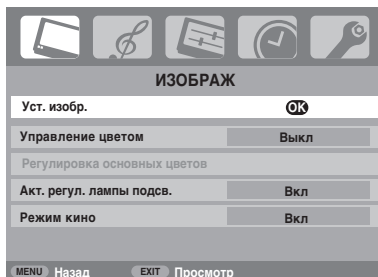 ИЗОБРАЖ
Уст. изобр. OK
Управление цветом Выкл
Регулировка основных цветов
Акт. регул. лампы подсв. Вкл
Режим кино Вкл
MENU Назад EXIT Просмотр